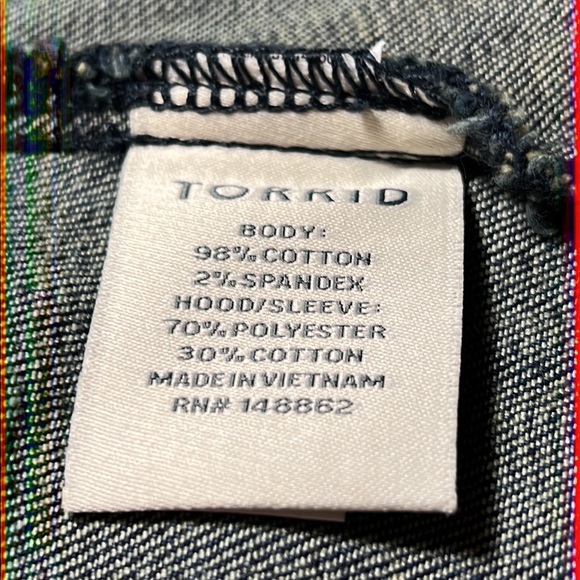 TORRID
BODY:
98% COTTON
2% SPANDEX
HOOD/SLEEVE:
70% POLYESTER
30% COTTON
MADE IN VIETNAM
RN# 148862